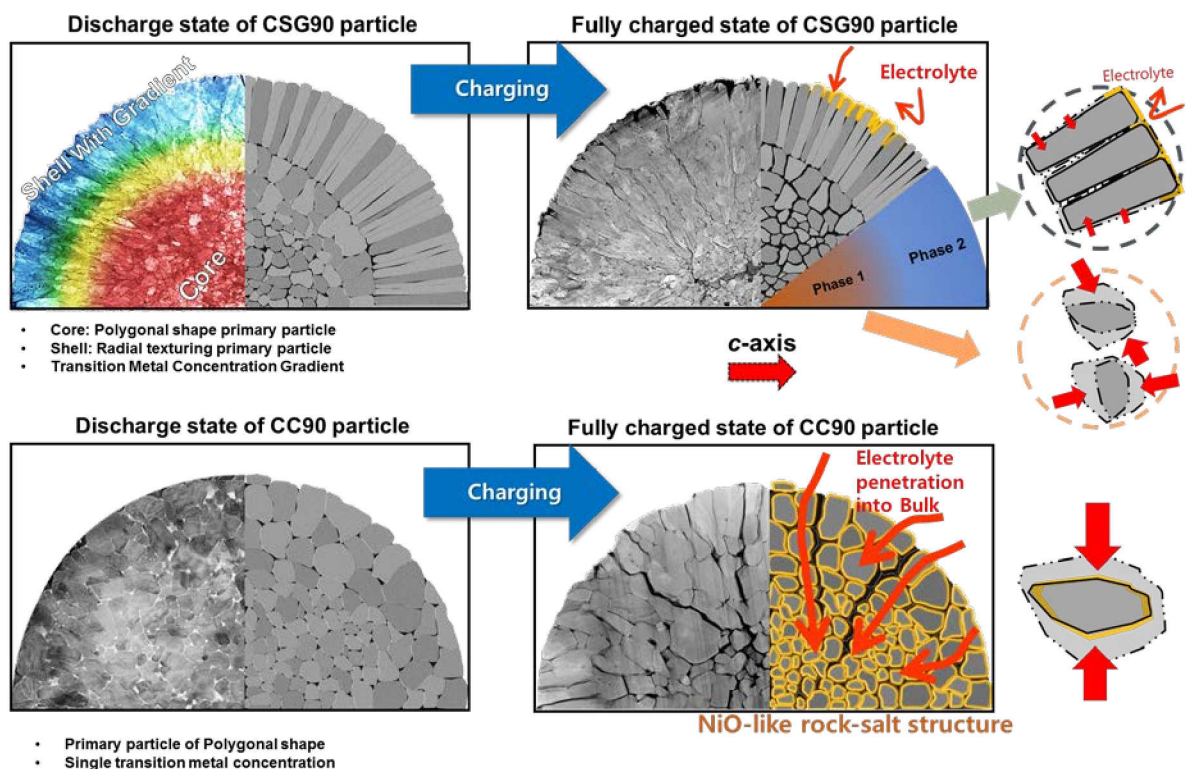 Discharge state of CSG90 particle
Fully charged state of CSG90 particle
Shell With Gradient
Core
Charging
Electrolyte
Phase 1
Phase 2
Electrolyte
• Core: Polygonal shape primary particle
• Shell: Radial texturing primary particle
• Transition Metal Concentration Gradient
c-axis
Discharge state of CC90 particle
Fully charged state of CC90 particle
Charging
Electrolyte
penetration
into Bulk
NiO-like rock-salt structure
• Primary particle of Polygonal shape
• Single transition metal concentration